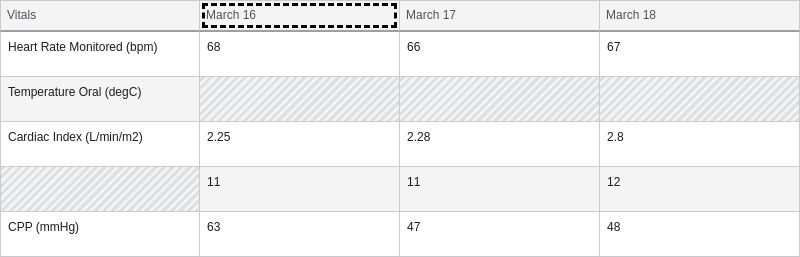 Vitals March 16 March 17 March 18
Heart Rate Monitored (bpm) 68 66 67
Temperature Oral (degC)
Cardiac Index (L/min/m2) 2.25 2.28 2.8
11 11 12
CPP (mmHg) 63 47 48